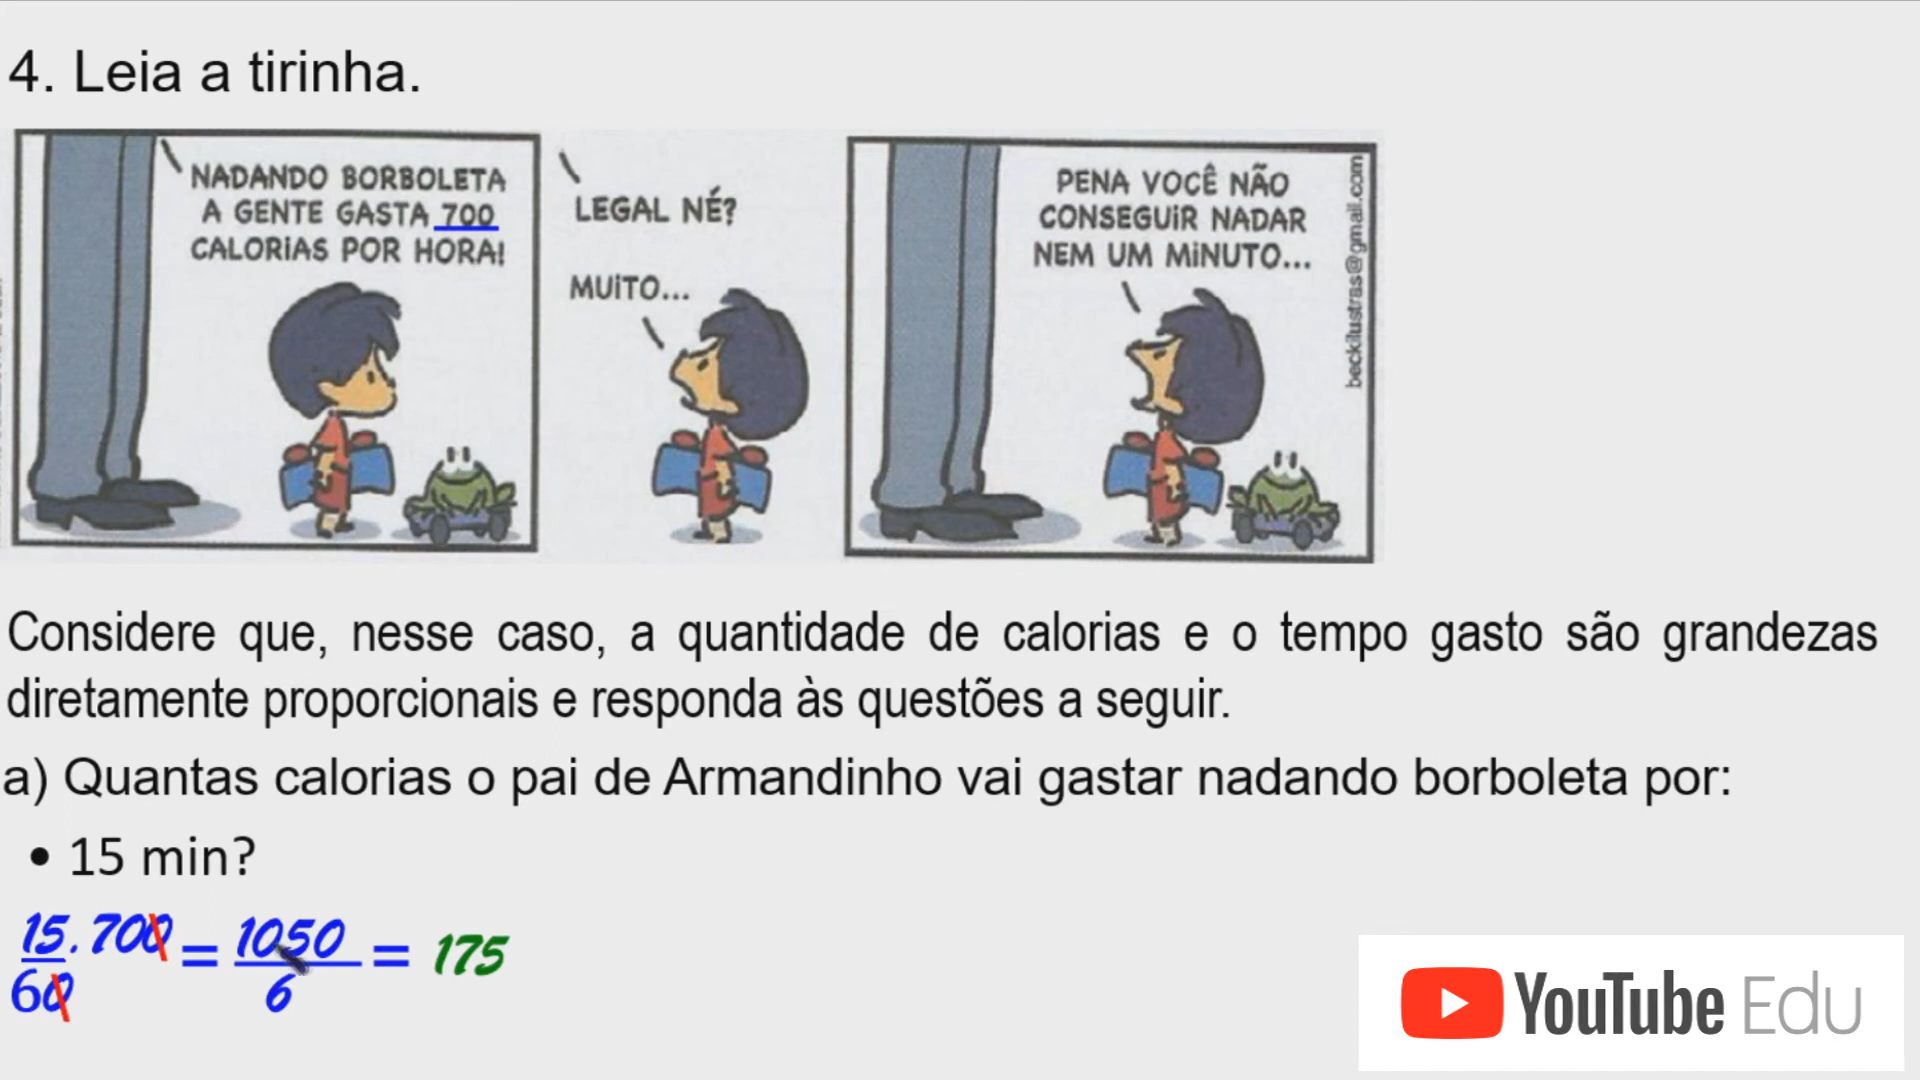 4. Leia a tirinha.
NADANDO BORBOLETA
A GENTE GASTA 700
CALORIAS POR HORA!
LEGAL NÉ?
MUITO...
PENA VOCÊ NÃO
CONSEGUIR NADAR
NEM UM MINUTO...
beckilustras@gmail.com
Considere que, nesse caso, a quantidade de calorias e o tempo gasto são grandezas
diretamente proporcionais e responda às questões a seguir.
a) Quantas calorias o pai de Armandinho vai gastar nadando borboleta por:
• 15 min?
15/60 . 700 = 1050/6 = 175
YouTube Edu